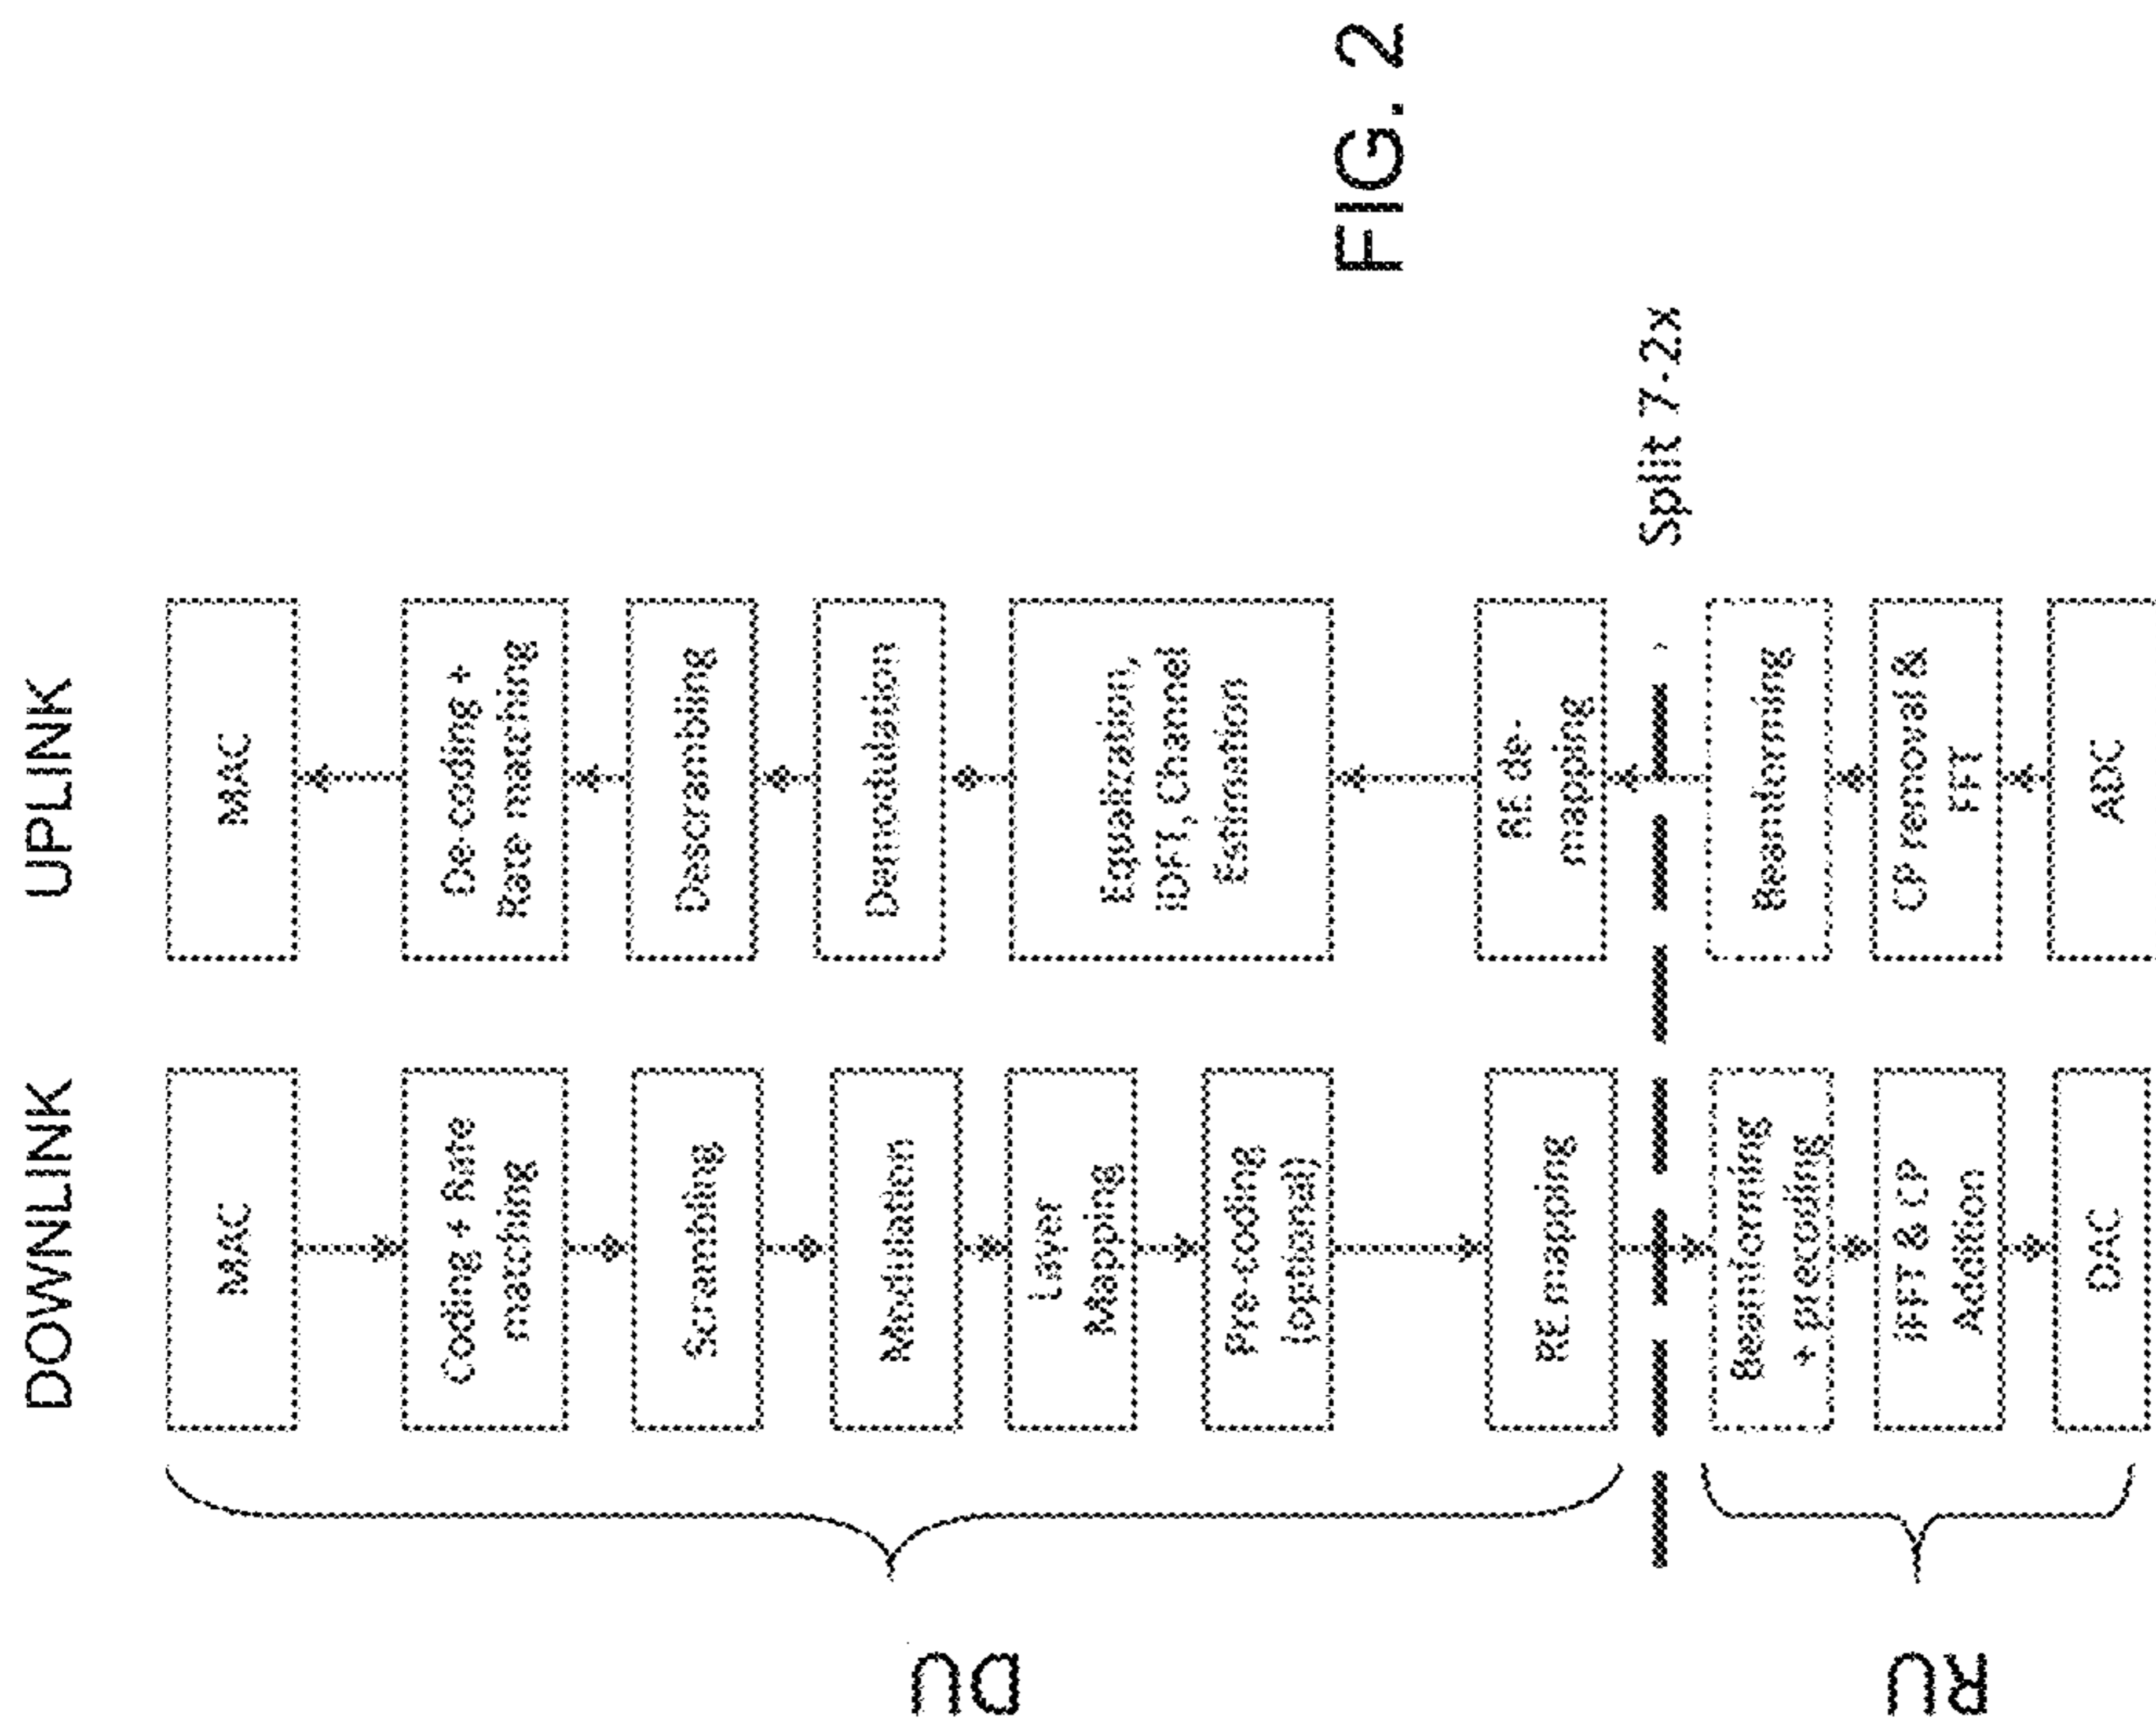 DOWNLINK
UPLINK
MAC
Coding + Rate
matching
Scrambling
Modulation
Layer
Mapping
Pre-coding
(optional)
RE mapping
Beamforming
+ precoding
iFFT & CP
Addition
DAC
MAC
De-coding +
Rate matching
Descrambling
Demodulation
Equalization,
IDFT, Channel
Estimation
RE de-
mapping
Beamforming
CP removal &
FFT
ADC
DU
RU
Split 7-2x
FIG. 2